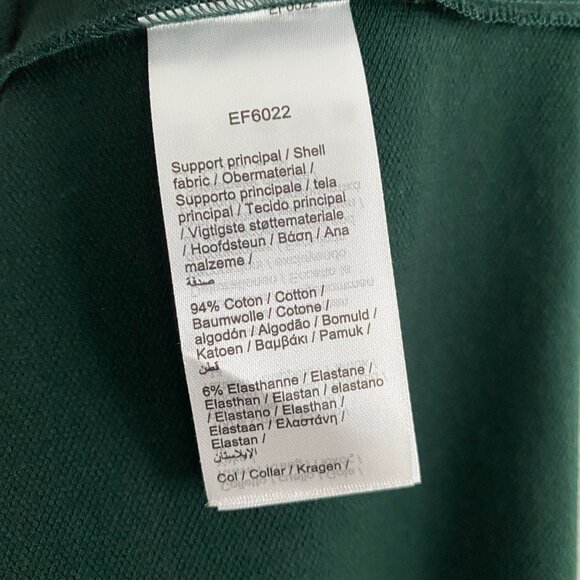 EF6022
EF6022
Support principal / Shell
fabric / Obermaterial /
Supporto principale / tela
principal / Tecido principal
/ Vigtigste støttemateriale
/ Hoofdsteun / Βάση / Ana
malzeme /
صدفة
94% Coton / Cotton /
Baumwolle / Cotone /
algodón / Algodão / Bomuld /
Katoen / Βαμβάκι / Pamuk /
قطن
6% Elasthanne / Elastane /
Elasthan / Elastan / elastano
/ Elastano / Elasthan /
Elastaan / Ελαστάνη /
Elastan /
الايلاستان
Col / Collar / Kragen /